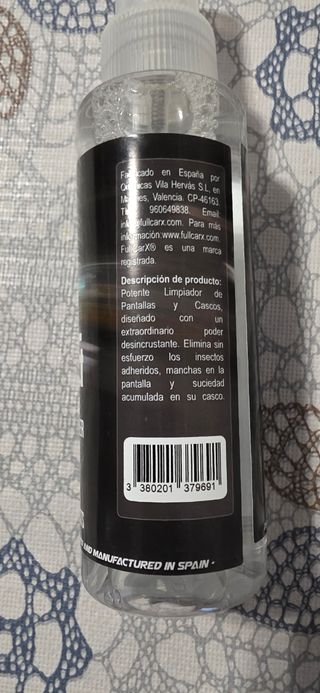 Fabricado en España por
Químicas Vila Hervás S.L, en
Valencia. CP-46163.
960649838. Email:
info@fullcarx.com. Para más
información:www.fullcarx.com.
FullCarX® es una marca
registrada.
Descripción de producto:
Potente Limpiador de
Pantallas y Cascos,
diseñado con un
extraordinario poder
desincrustante. Elimina sin
esfuerzo los insectos
adheridos, manchas en la
pantalla y suciedad
acumulada en su casco.
3 380201 379691
AND MANUFACTURED IN SPAIN -